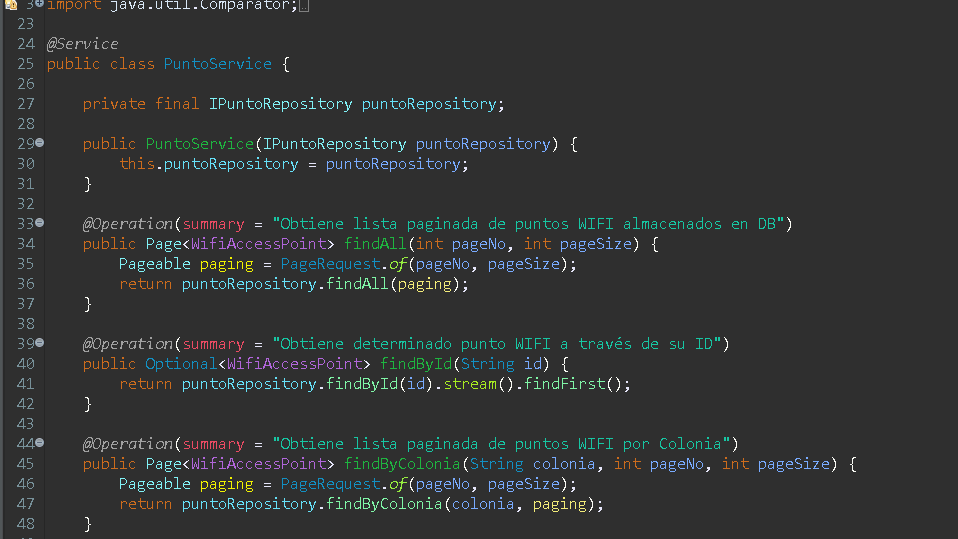 3 import java.util.Comparator;
23
24 @Service
25 public class PuntoService {
26
27 private final IPuntoRepository puntoRepository;
28
29 public PuntoService(IPuntoRepository puntoRepository) {
30 this.puntoRepository = puntoRepository;
31 }
32
33 @Operation(summary = "Obtiene lista paginada de puntos WIFI almacenados en DB")
34 public Page<WifiAccessPoint> findAll(int pageNo, int pageSize) {
35 Pageable paging = PageRequest.of(pageNo, pageSize);
36 return puntoRepository.findAll(paging);
37 }
38
39 @Operation(summary = "Obtiene determinado punto WIFI a través de su ID")
40 public Optional<WifiAccessPoint> findById(String id) {
41 return puntoRepository.findById(id).stream().findFirst();
42 }
43
44 @Operation(summary = "Obtiene lista paginada de puntos WIFI por Colonia")
45 public Page<WifiAccessPoint> findByColonia(String colonia, int pageNo, int pageSize) {
46 Pageable paging = PageRequest.of(pageNo, pageSize);
47 return puntoRepository.findByColonia(colonia, paging);
48 }